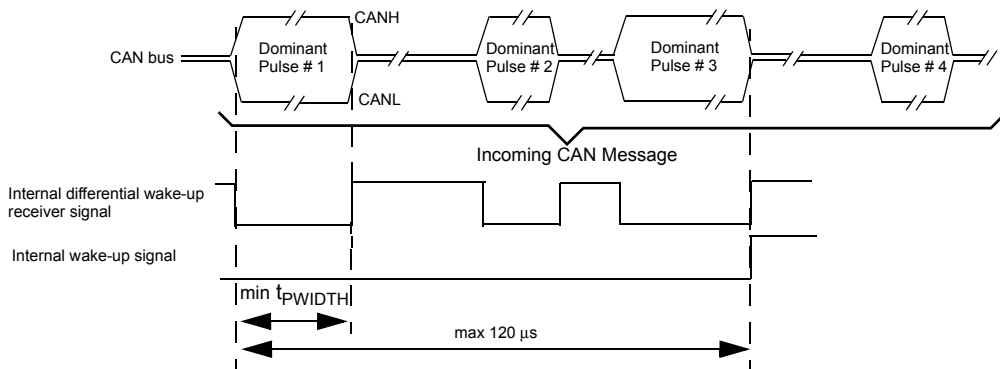 CANH
CAN bus
Dominant
Pulse # 1
Dominant
Pulse # 2
Dominant
Pulse # 3
Dominant
Pulse # 4
CANL
Incoming CAN Message
Internal differential wake-up
receiver signal
Internal wake-up signal
min tPWIDTH
max 120 μs